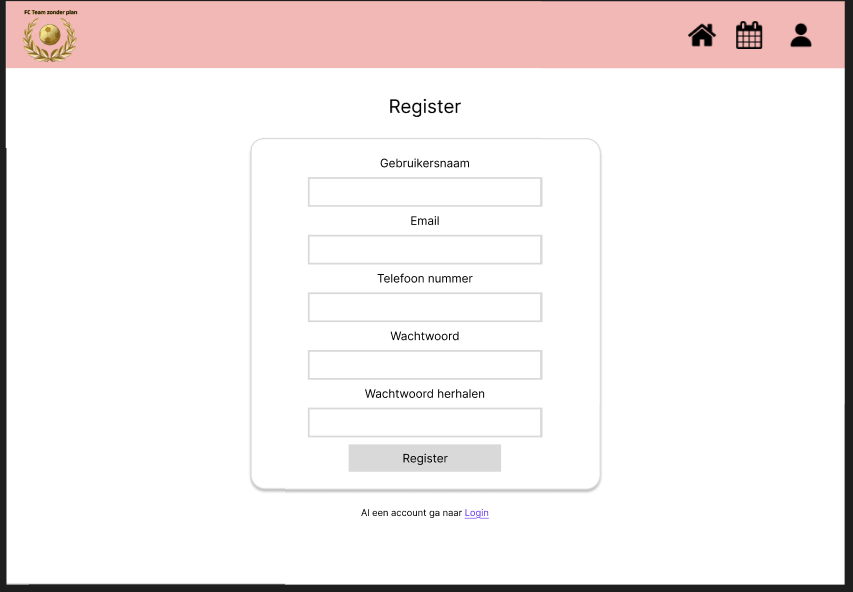 FC Team zonder plan
Register
Gebruikersnaam
Email
Telefoon nummer
Wachtwoord
Wachtwoord herhalen
Register
Al een account ga naar Login